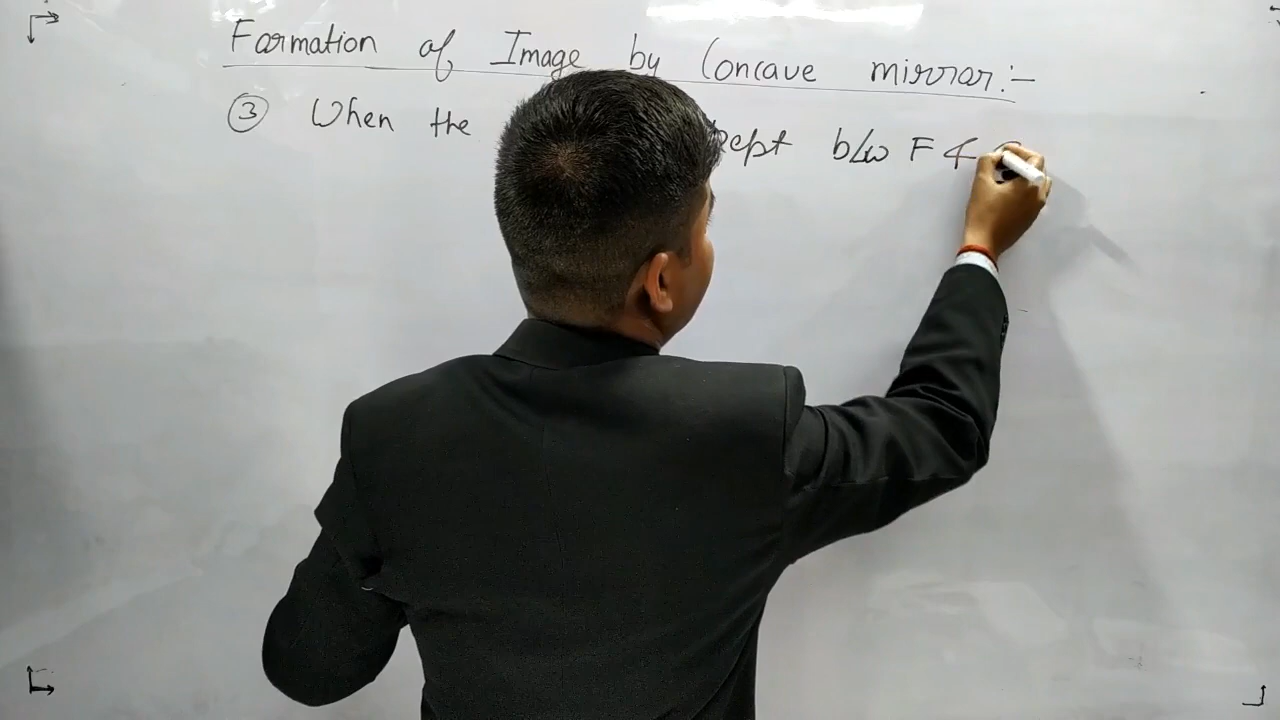 Formation of Image by Concave mirror:-
③ When the kept b/w F &